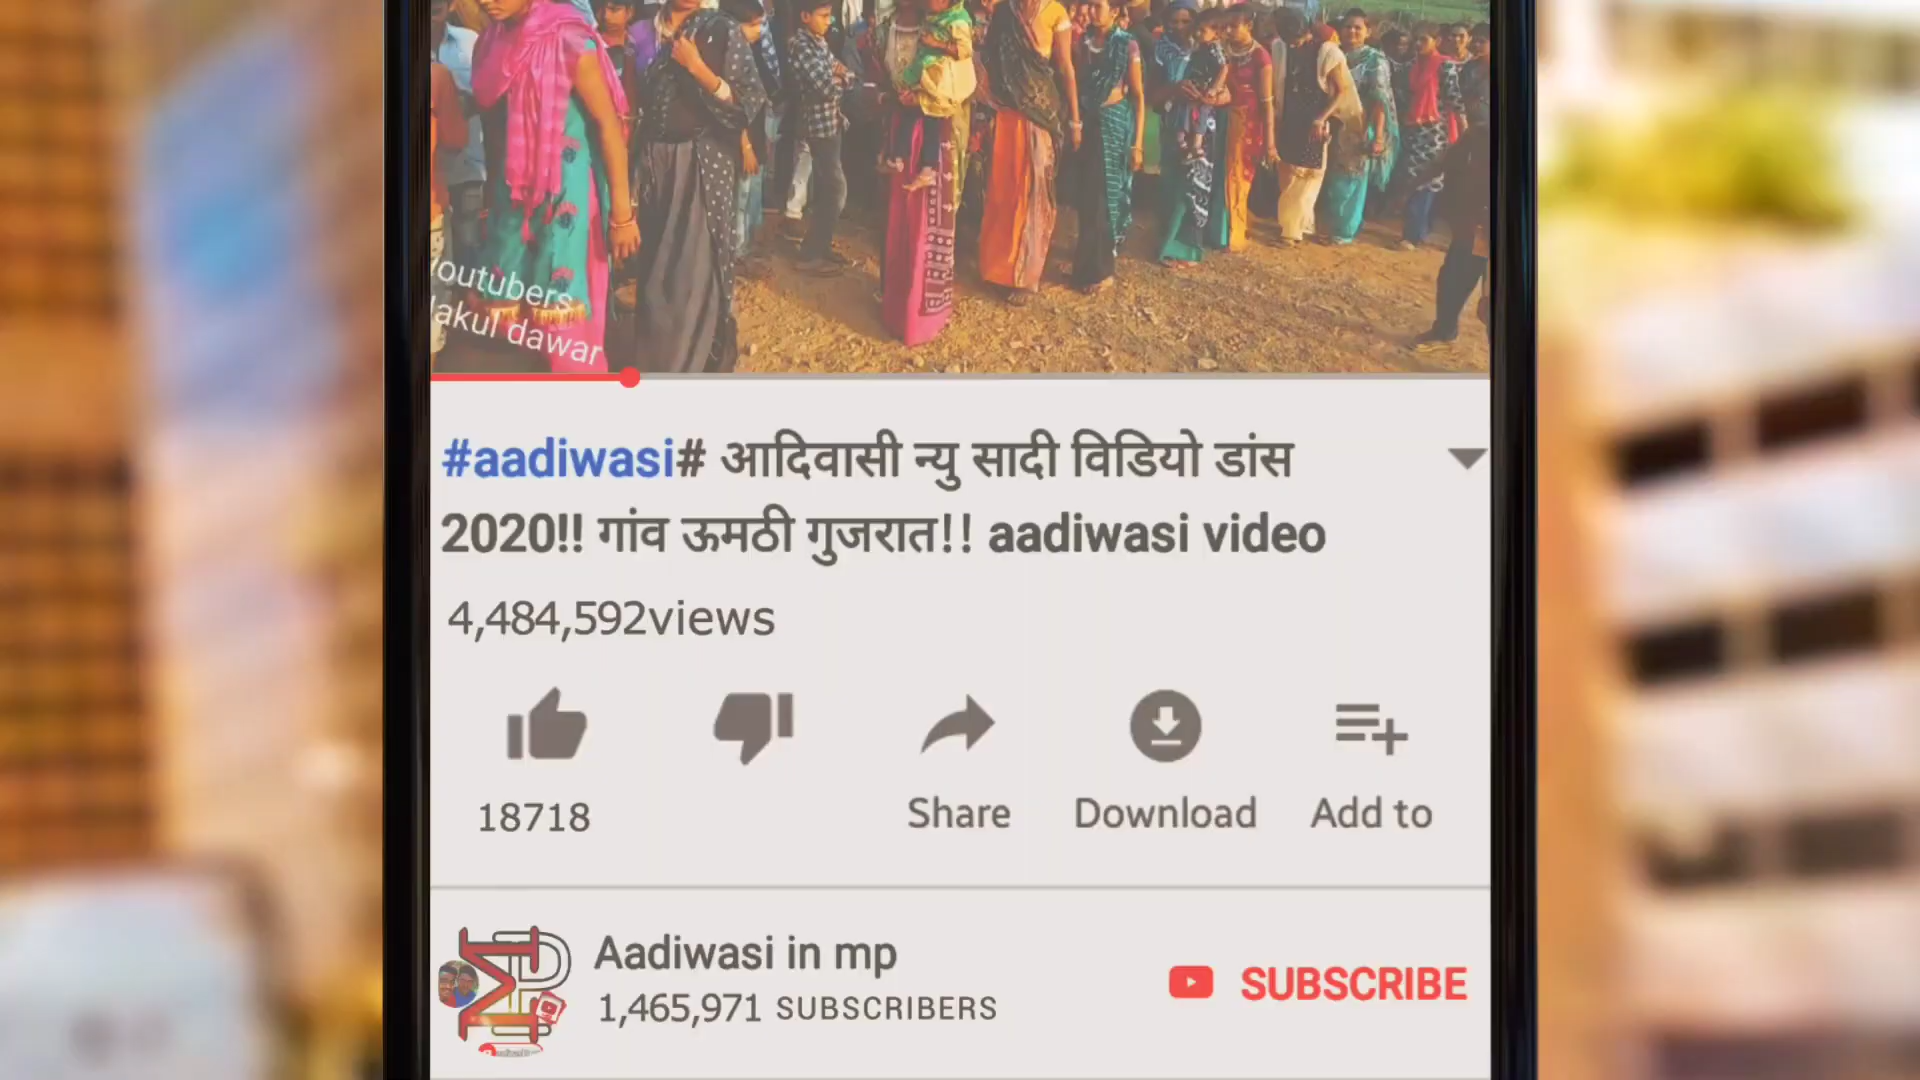 outubers
akul dawar
#aadiwasi# आदिवासी न्यु सादी विडियो डांस
2020!! गांव ऊमठी गुजरात!! aadiwasi video
4,484,592views
18718
Share
Download
Add to
Aadiwasi in mp
1,465,971 SUBSCRIBERS
SUBSCRIBE